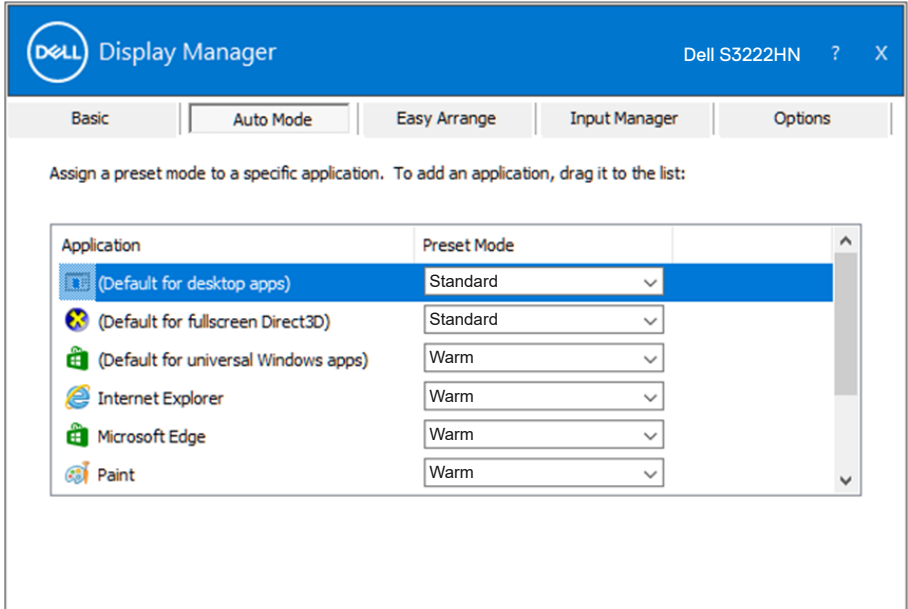 DELL Display Manager Dell S3222HN ? X
Basic Auto Mode Easy Arrange Input Manager Options
Assign a preset mode to a specific application. To add an application, drag it to the list:
Application Preset Mode
(Default for desktop apps) Standard
(Default for fullscreen Direct3D) Standard
(Default for universal Windows apps) Warm
Internet Explorer Warm
Microsoft Edge Warm
Paint Warm